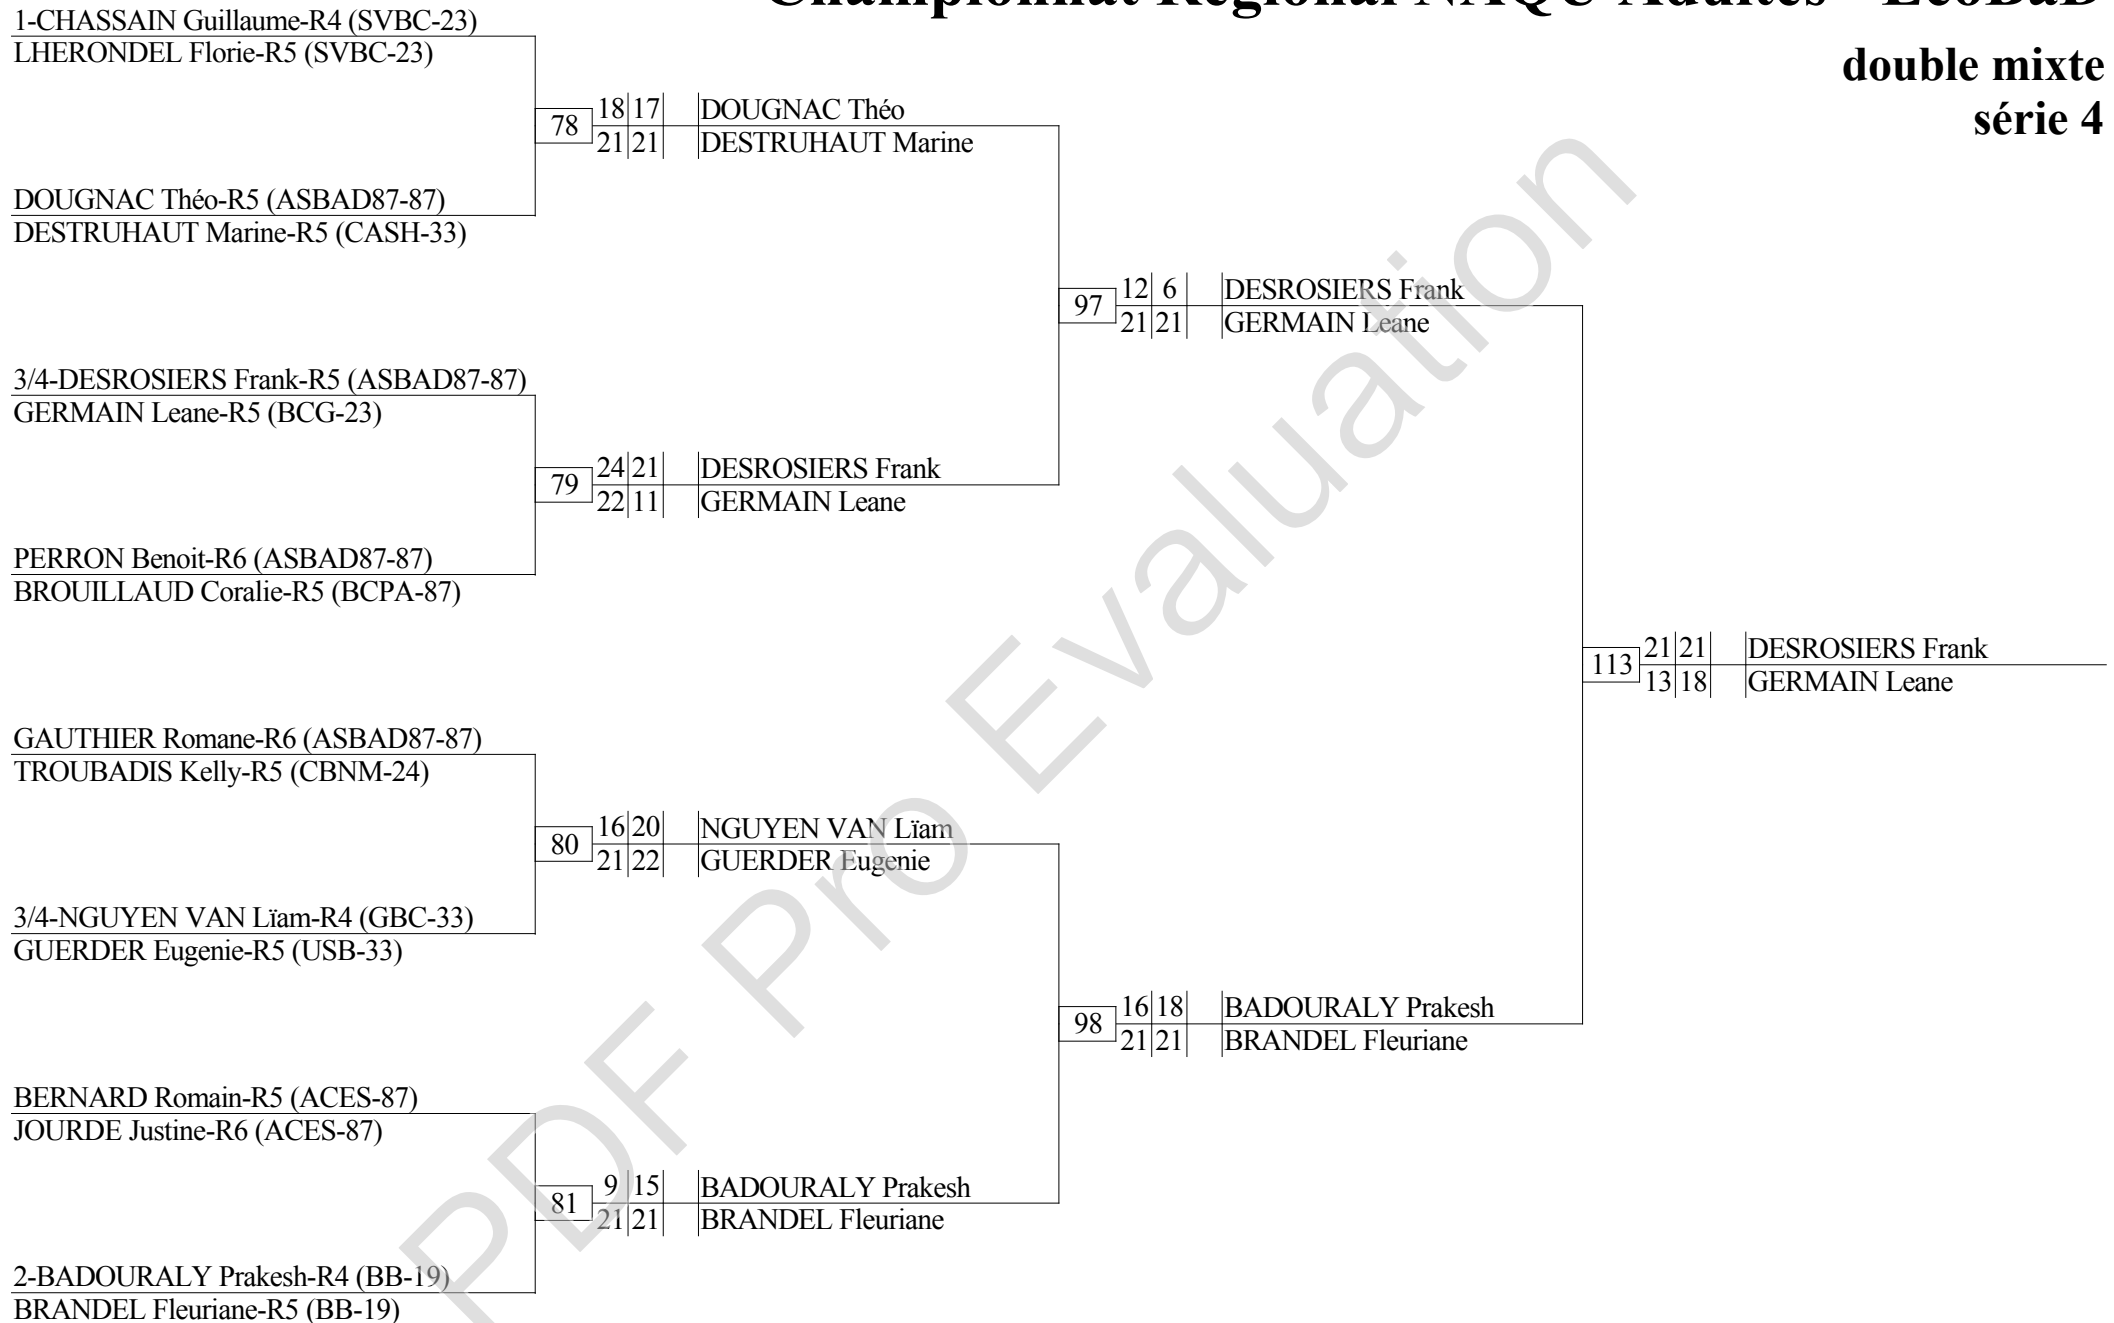 Championnat Régional NAQU Adultes - EcoBaD
double mixte
série 4
1-CHASSAIN Guillaume-R4 (SVBC-23)
LHERONDEL Florie-R5 (SVBC-23)
78
18 17
21 21
DOUGNAC Théo
DESTRUHAUT Marine
DOUGNAC Théo-R5 (ASBAD87-87)
DESTRUHAUT Marine-R5 (CASH-33)
97
12 6
21 21
DESROSIERS Frank
GERMAIN Leane
3/4-DESROSIERS Frank-R5 (ASBAD87-87)
GERMAIN Leane-R5 (BCG-23)
79
24 21
22 11
DESROSIERS Frank
GERMAIN Leane
PERRON Benoit-R6 (ASBAD87-87)
BROUILLAUD Coralie-R5 (BCPA-87)
113
21 21
13 18
DESROSIERS Frank
GERMAIN Leane
GAUTHIER Romane-R6 (ASBAD87-87)
TROUBADIS Kelly-R5 (CBNM-24)
80
16 20
21 22
NGUYEN VAN Lïam
GUERDER Eugenie
3/4-NGUYEN VAN Lïam-R4 (GBC-33)
GUERDER Eugenie-R5 (USB-33)
98
16 18
21 21
BADOURALY Prakesh
BRANDEL Fleuriane
BERNARD Romain-R5 (ACES-87)
JOURDE Justine-R6 (ACES-87)
81
9 15
21 21
BADOURALY Prakesh
BRANDEL Fleuriane
2-BADOURALY Prakesh-R4 (BB-19)
BRANDEL Fleuriane-R5 (BB-19)
PDF Pro Evaluation